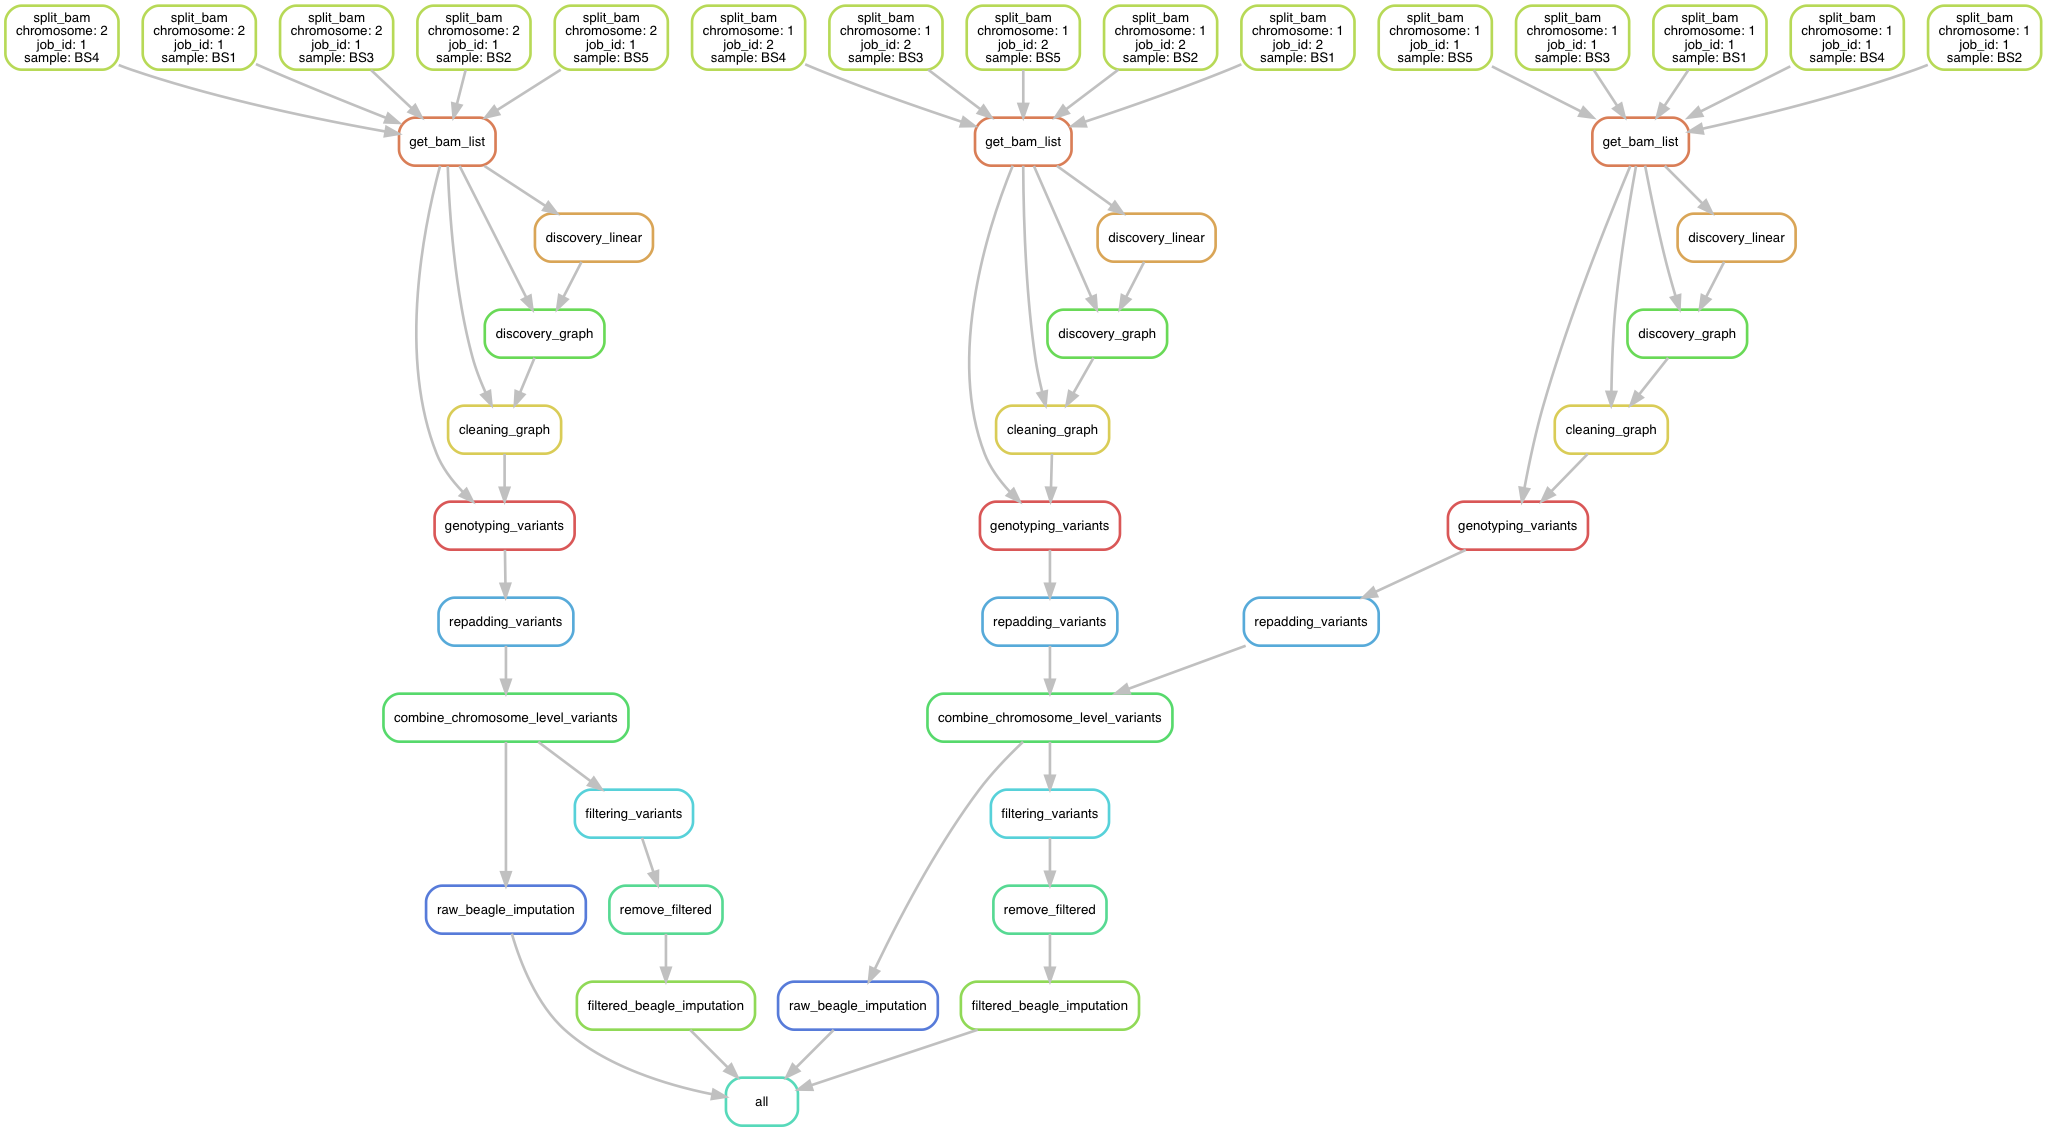 split_bam
chromosome: 2
job_id: 1
sample: BS4
split_bam
chromosome: 2
job_id: 1
sample: BS1
split_bam
chromosome: 2
job_id: 1
sample: BS3
split_bam
chromosome: 2
job_id: 1
sample: BS2
split_bam
chromosome: 2
job_id: 1
sample: BS5
split_bam
chromosome: 1
job_id: 2
sample: BS4
split_bam
chromosome: 1
job_id: 2
sample: BS3
split_bam
chromosome: 1
job_id: 2
sample: BS5
split_bam
chromosome: 1
job_id: 2
sample: BS2
split_bam
chromosome: 1
job_id: 2
sample: BS1
split_bam
chromosome: 1
job_id: 1
sample: BS5
split_bam
chromosome: 1
job_id: 1
sample: BS3
split_bam
chromosome: 1
job_id: 1
sample: BS1
split_bam
chromosome: 1
job_id: 1
sample: BS4
split_bam
chromosome: 1
job_id: 1
sample: BS2
get_bam_list
get_bam_list
get_bam_list
discovery_linear
discovery_linear
discovery_linear
discovery_graph
discovery_graph
discovery_graph
cleaning_graph
cleaning_graph
cleaning_graph
genotyping_variants
genotyping_variants
genotyping_variants
repadding_variants
repadding_variants
repadding_variants
combine_chromosome_level_variants
combine_chromosome_level_variants
filtering_variants
filtering_variants
raw_beagle_imputation
remove_filtered
remove_filtered
filtered_beagle_imputation
raw_beagle_imputation
filtered_beagle_imputation
all